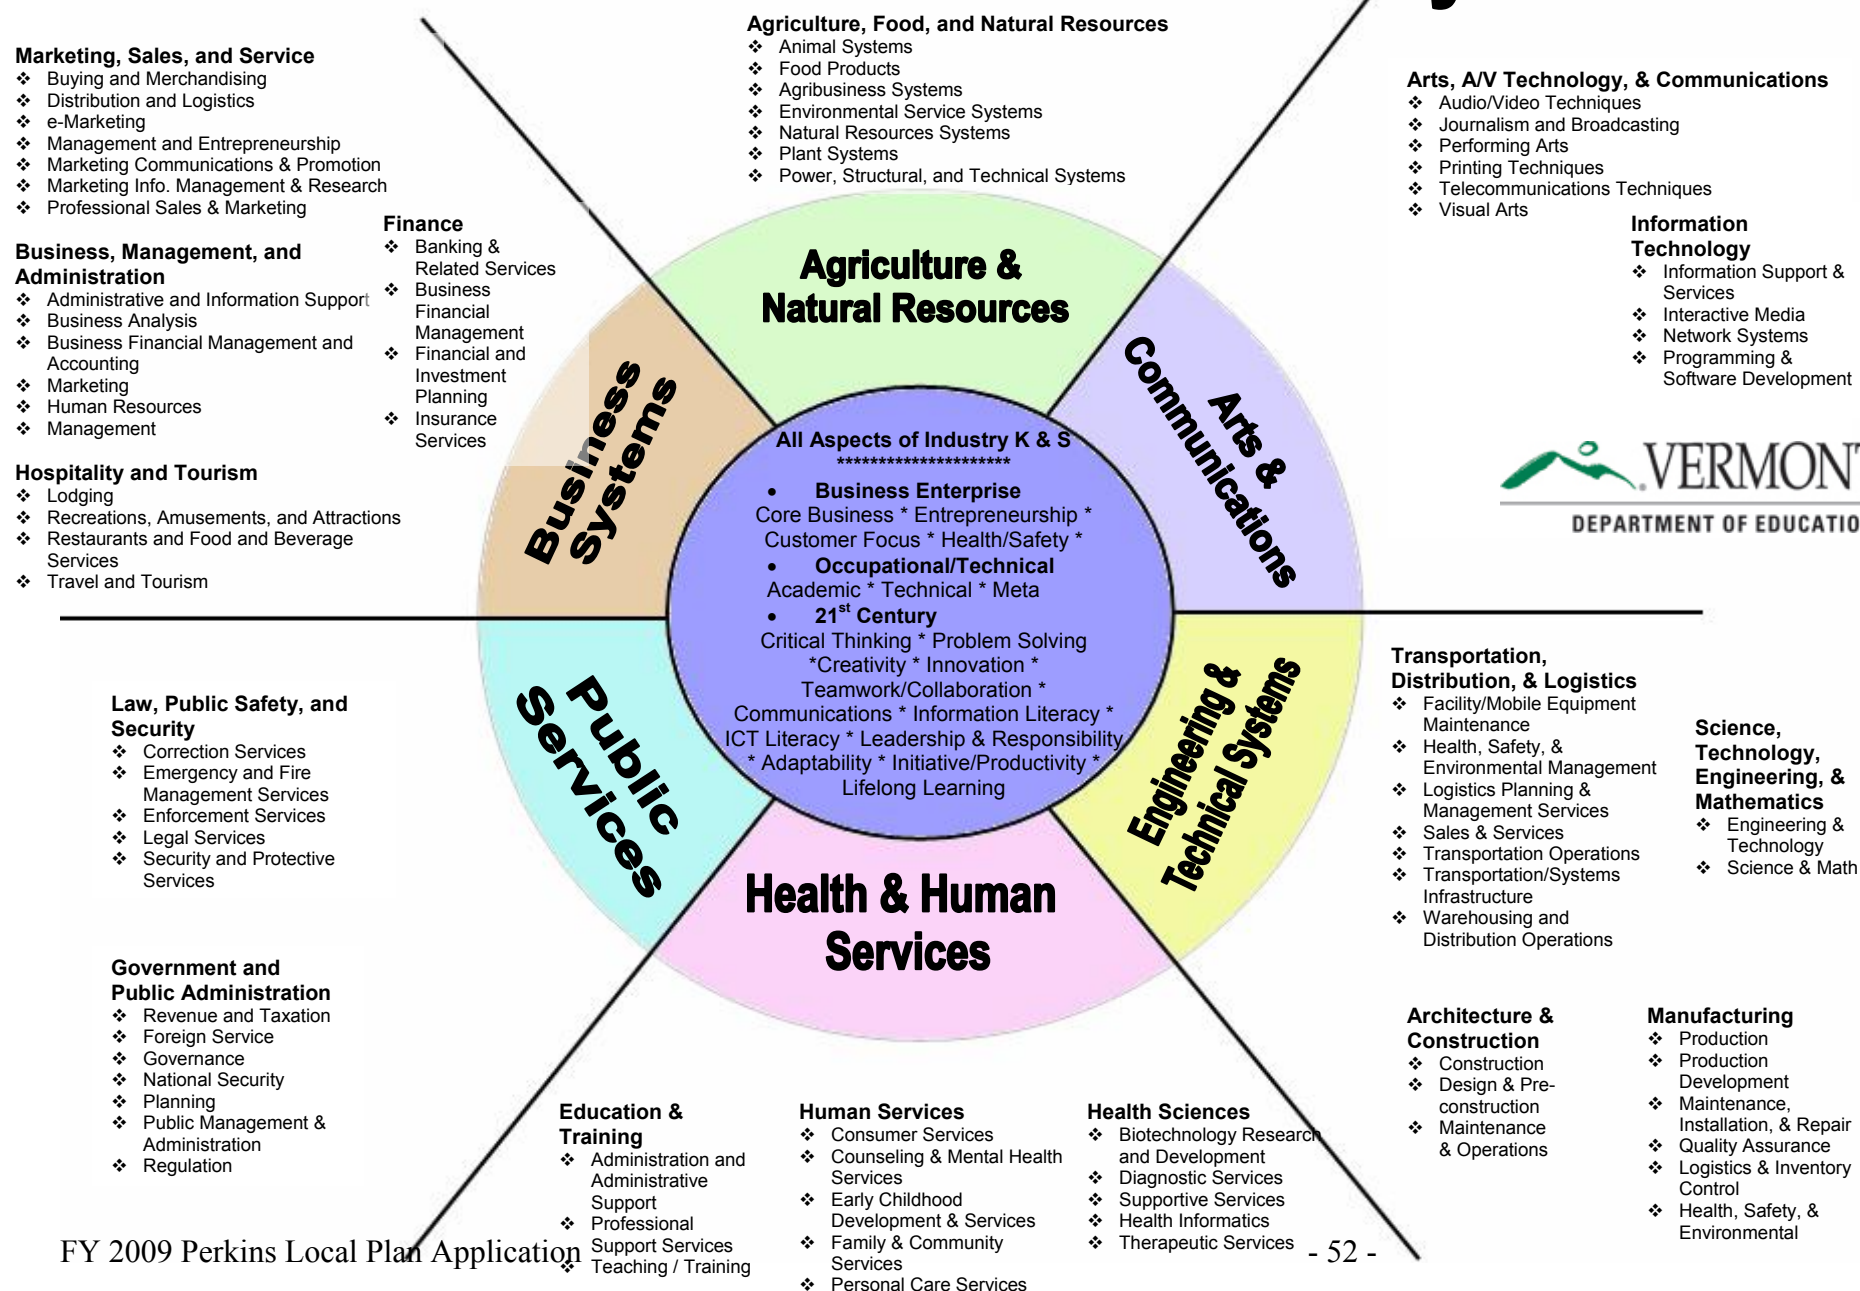 Agriculture, Food, and Natural Resources
❖ Animal Systems
❖ Food Products
❖ Agribusiness Systems
❖ Environmental Service Systems
❖ Natural Resources Systems
❖ Plant Systems
❖ Power, Structural, and Technical Systems
Marketing, Sales, and Service
❖ Buying and Merchandising
❖ Distribution and Logistics
❖ e-Marketing
❖ Management and Entrepreneurship
❖ Marketing Communications & Promotion
❖ Marketing Info. Management & Research
❖ Professional Sales & Marketing
Business, Management, and
Administration
❖ Administrative and Information Support
❖ Business Analysis
❖ Business Financial Management and
Accounting
❖ Marketing
❖ Human Resources
❖ Management
Hospitality and Tourism
❖ Lodging
❖ Recreations, Amusements, and Attractions
❖ Restaurants and Food and Beverage
Services
❖ Travel and Tourism
Finance
❖ Banking &
Related Services
❖ Business
Financial
Management
❖ Financial and
Investment
Planning
❖ Insurance
Services
Arts, A/V Technology, & Communications
❖ Audio/Video Techniques
❖ Journalism and Broadcasting
❖ Performing Arts
❖ Printing Techniques
❖ Telecommunications Techniques
❖ Visual Arts
Information
Technology
❖ Information Support &
Services
❖ Interactive Media
❖ Network Systems
❖ Programming &
Software Development
VERMONT
DEPARTMENT OF EDUCATIO
Agriculture &
Natural Resources
Arts &
Communications
Business
Systems
Public
Services
Engineering &
Technical Systems
Health & Human
Services
All Aspects of Industry K & S
*********************
• Business Enterprise
Core Business * Entrepreneurship *
Customer Focus * Health/Safety *
• Occupational/Technical
Academic * Technical * Meta
• 21st Century
Critical Thinking * Problem Solving
*Creativity * Innovation *
Teamwork/Collaboration *
Communications * Information Literacy *
ICT Literacy * Leadership & Responsibility
* Adaptability * Initiative/Productivity *
Lifelong Learning
Law, Public Safety, and
Security
❖ Correction Services
❖ Emergency and Fire
Management Services
❖ Enforcement Services
❖ Legal Services
❖ Security and Protective
Services
Government and
Public Administration
❖ Revenue and Taxation
❖ Foreign Service
❖ Governance
❖ National Security
❖ Planning
❖ Public Management &
Administration
❖ Regulation
Transportation,
Distribution, & Logistics
❖ Facility/Mobile Equipment
Maintenance
❖ Health, Safety, &
Environmental Management
❖ Logistics Planning &
Management Services
❖ Sales & Services
❖ Transportation Operations
❖ Transportation/Systems
Infrastructure
❖ Warehousing and
Distribution Operations
Science,
Technology,
Engineering, &
Mathematics
❖ Engineering &
Technology
❖ Science & Math
Architecture &
Construction
❖ Construction
❖ Design & Pre-
construction
❖ Maintenance
& Operations
Manufacturing
❖ Production
❖ Production
Development
❖ Maintenance,
Installation, & Repair
❖ Quality Assurance
❖ Logistics & Inventory
Control
❖ Health, Safety, &
Environmental
Education &
Training
❖ Administration and
Administrative
Support
❖ Professional
Support Services
❖ Teaching / Training
Human Services
❖ Consumer Services
❖ Counseling & Mental Health
Services
❖ Early Childhood
Development & Services
❖ Family & Community
Services
❖ Personal Care Services
Health Sciences
❖ Biotechnology Research
and Development
❖ Diagnostic Services
❖ Supportive Services
❖ Health Informatics
❖ Therapeutic Services
FY 2009 Perkins Local Plan Application
- 52 -